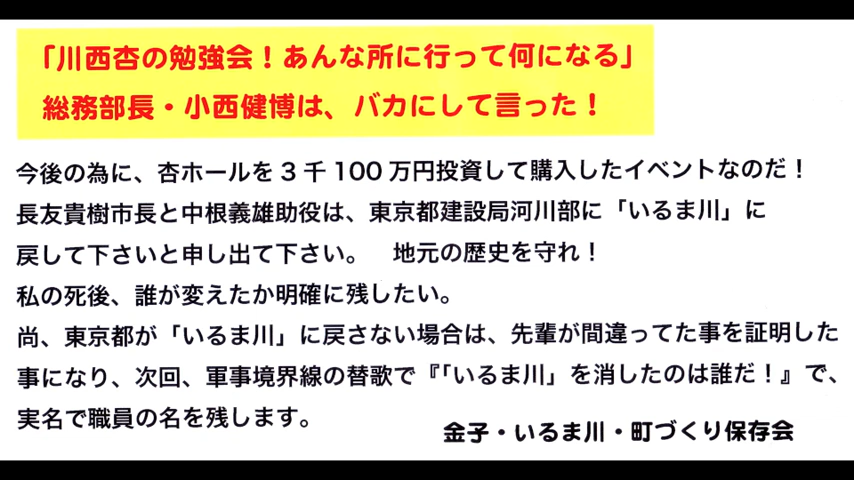 「川西杏の勉強会！あんな所に行って何になる」
総務部長・小西健博は、バカにして言った！
今後の為に、杏ホールを３千100万円投資して購入したイベントなのだ！
長友貴樹市長と中根義雄助役は、東京都建設局河川部に「いるま川」に
戻して下さいと申し出て下さい。　地元の歴史を守れ！
私の死後、誰が変えたか明確に残したい。
尚、東京都が「いるま川」に戻さない場合は、先輩が間違ってた事を証明した
事になり、次回、軍事境界線の替歌で『「いるま川」を消したのは誰だ！』で、
実名で職員の名を残します。
金子・いるま川・町づくり保存会